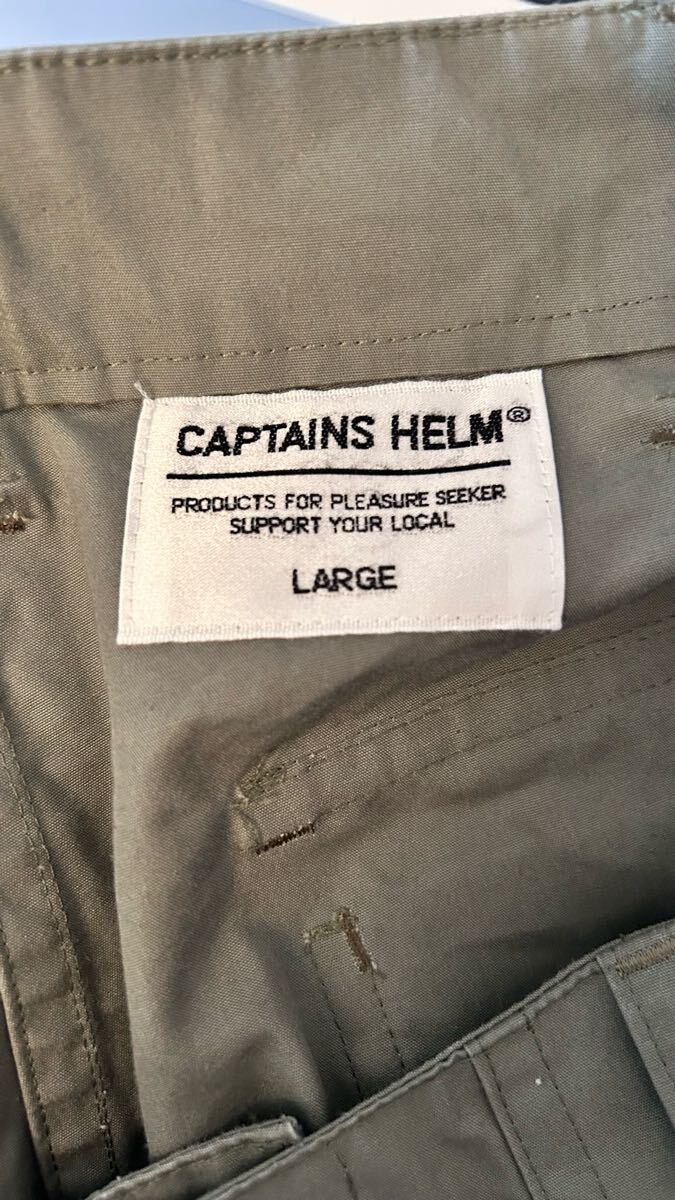 CAPTAINS HELM®
PRODUCTS FOR PLEASURE SEEKER
SUPPORT YOUR LOCAL
LARGE